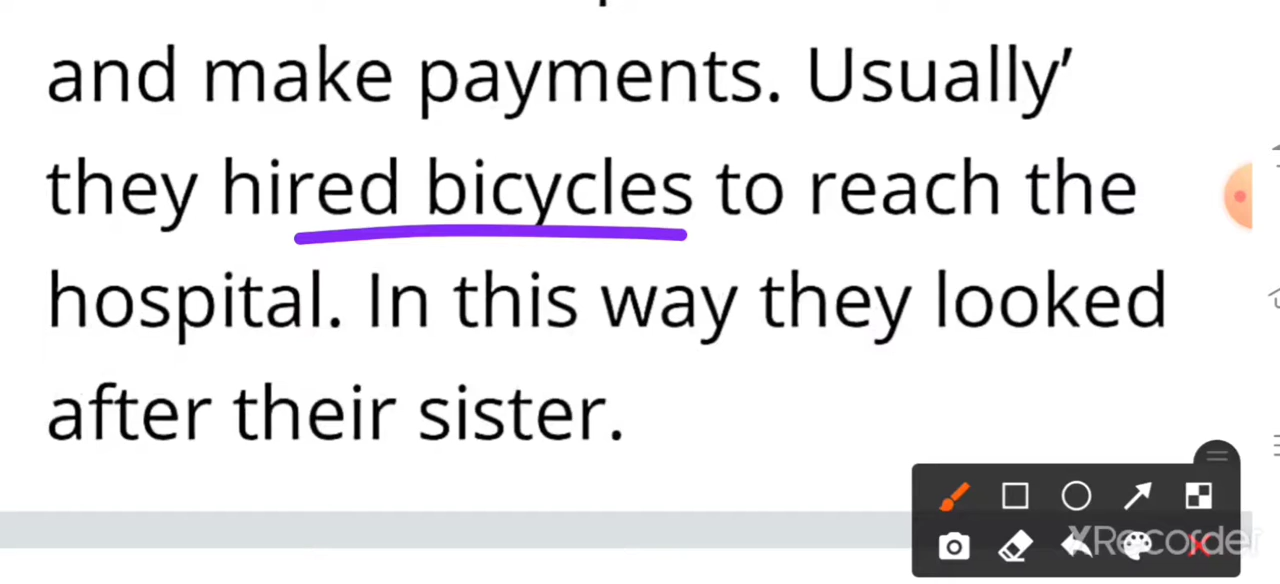 and make payments. Usually’
they hired bicycles to reach the
hospital. In this way they looked
after their sister.
XRecorder